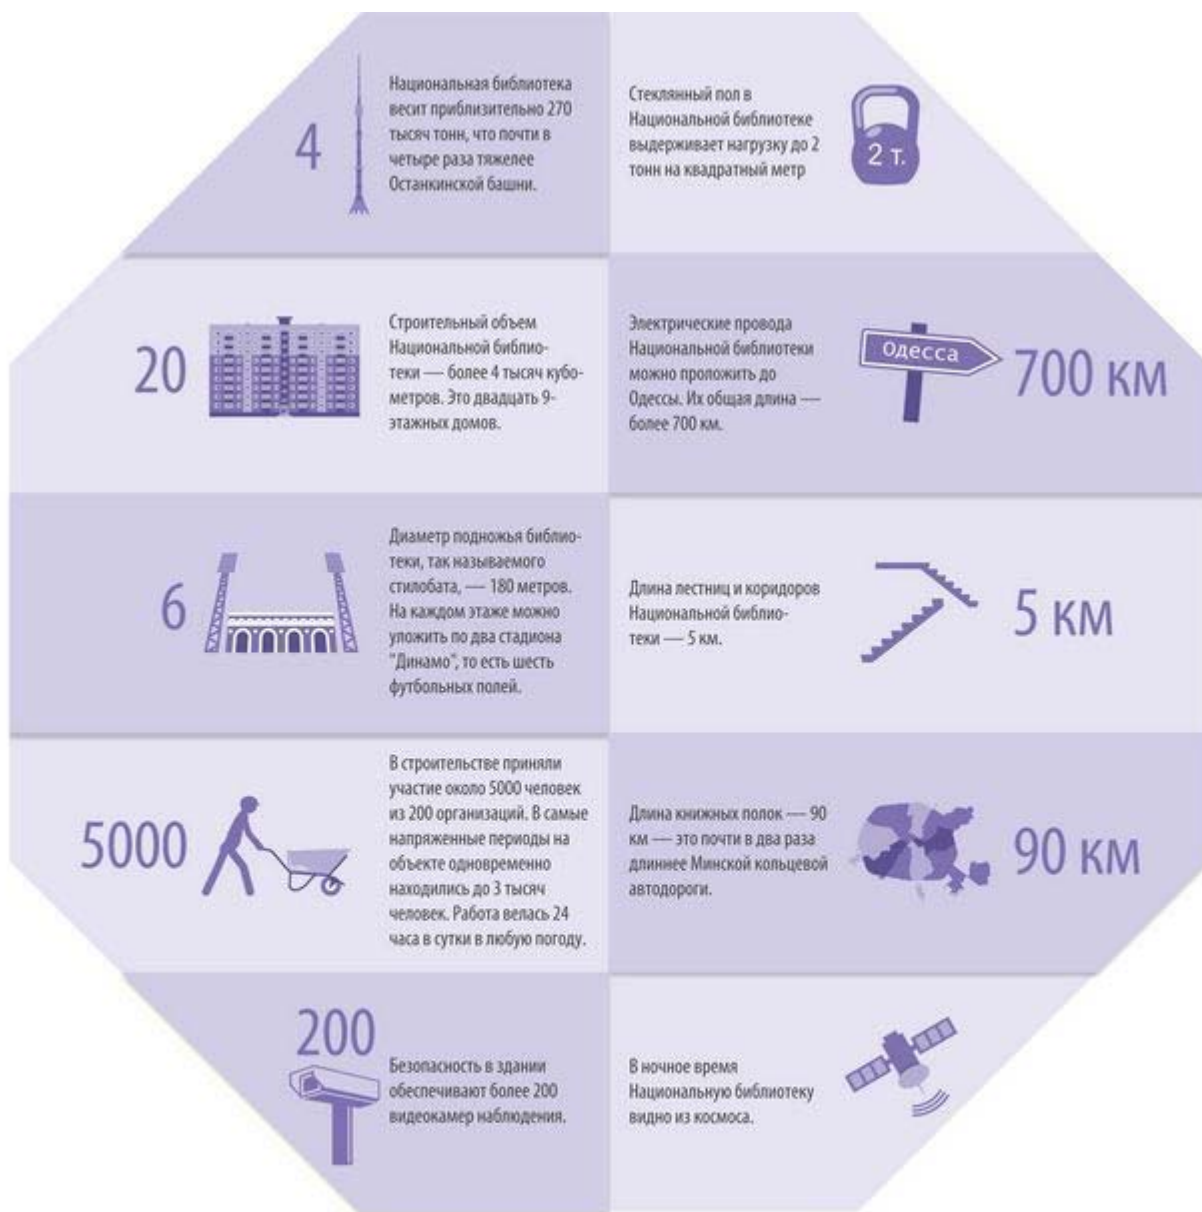 4
Национальная библиотека
весит приблизительно 270
тысяч тонн, что почти в
четыре раза тяжелее
Останкинской башни.
Стеклянный пол в
Национальной библиотеке
выдерживает нагрузку до 2
тонн на квадратный метр
2 т.
20
Строительный объем
Национальной библио-
теки — более 4 тысяч кубо-
метров. Это двадцать 9-
этажных домов.
Электрические провода
Национальной библиотеки
можно проложить до
Одессы. Их общая длина —
более 700 км.
Одесса
700 км
6
Диаметр подножья библио-
теки, так называемого
стилобата, — 180 метров.
На каждом этаже можно
уложить по два стадиона
"Динамо", то есть шесть
футбольных полей.
Длина лестниц и коридоров
Национальной библио-
теки — 5 км.
5 км
5000
В строительстве приняли
участие около 5000 человек
из 200 организаций. В самые
напряженные периоды на
объекте одновременно
находились до 3 тысяч
человек. Работа велась 24
часа в сутки в любую погоду.
Длина книжных полок — 90
км — это почти в два раза
длиннее Минской кольцевой
автодороги.
90 км
200
Безопасность в здании
обеспечивают более 200
видеокамер наблюдения.
В ночное время
Национальную библиотеку
видно из космоса.